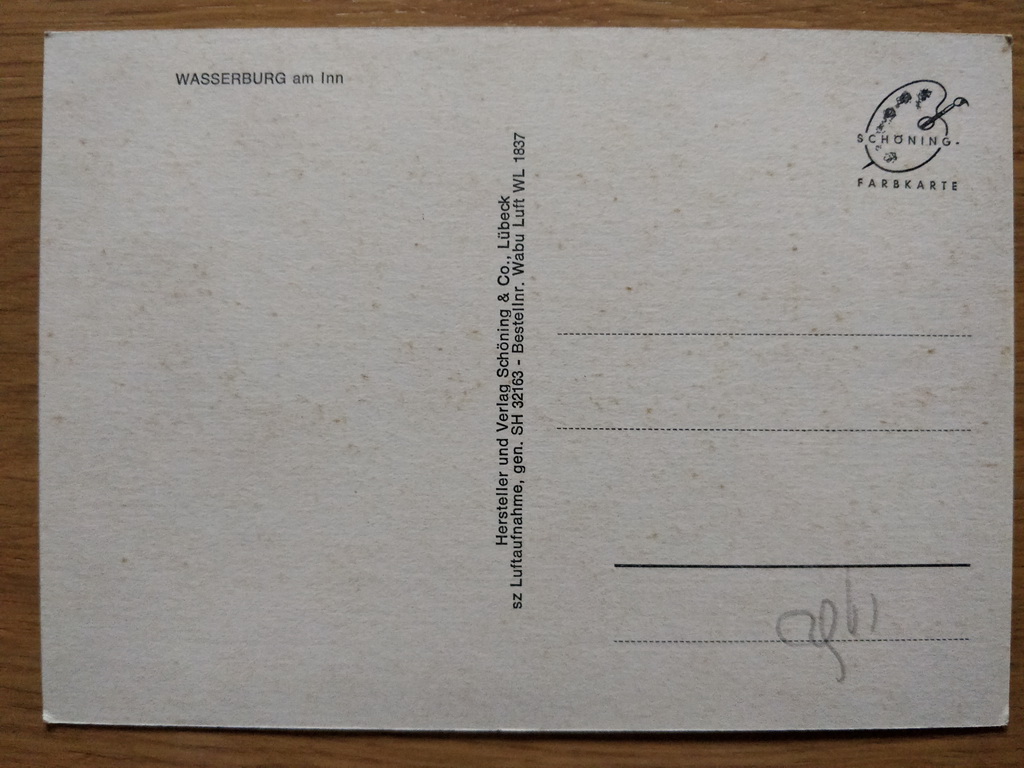 WASSERBURG am Inn
SCHÖNING-
FARBKARTE
Hersteller und Verlag Schöning & Co., Lübeck
sz Luftaufnahme, gen. SH 32163 - Bestellnr. Wabu Luft WL 1837